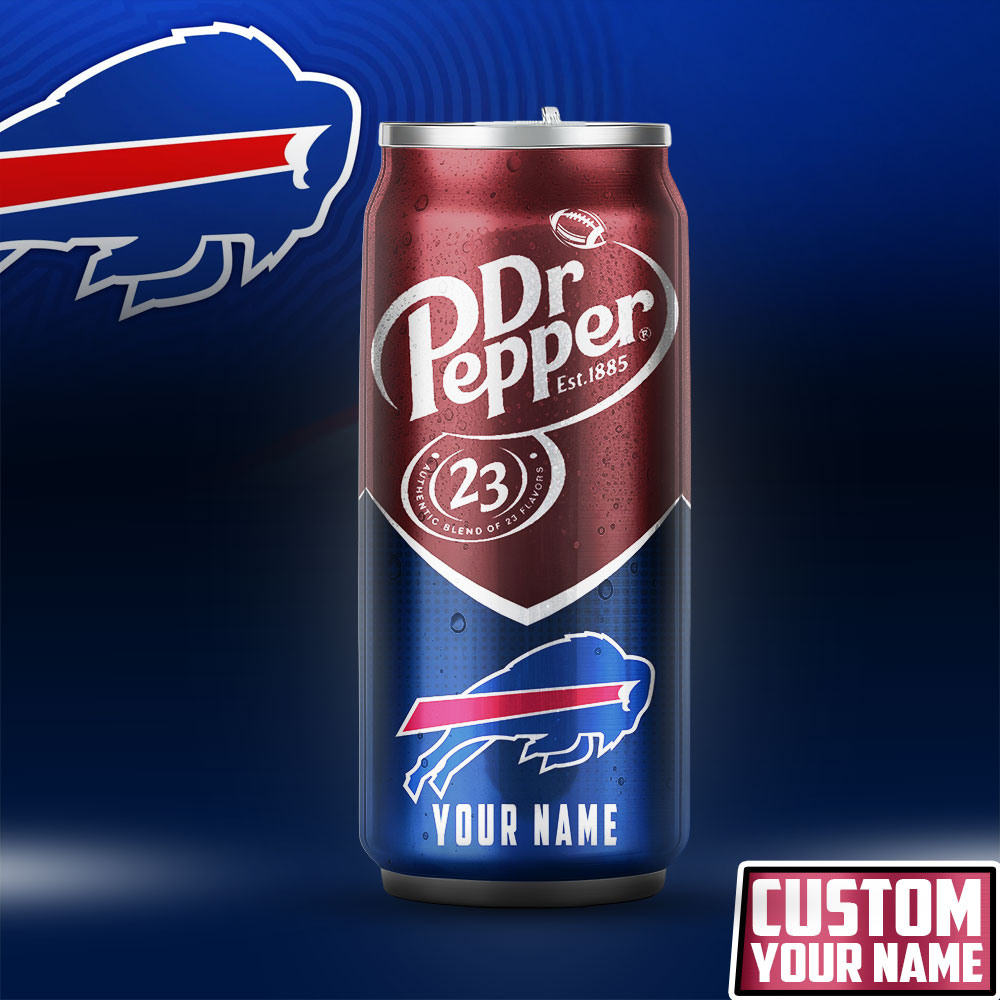 Dr
Pepper®
Est.1885
23
AUTHENTIC BLEND OF 23 FLAVORS
YOUR NAME
CUSTOM
YOUR NAME